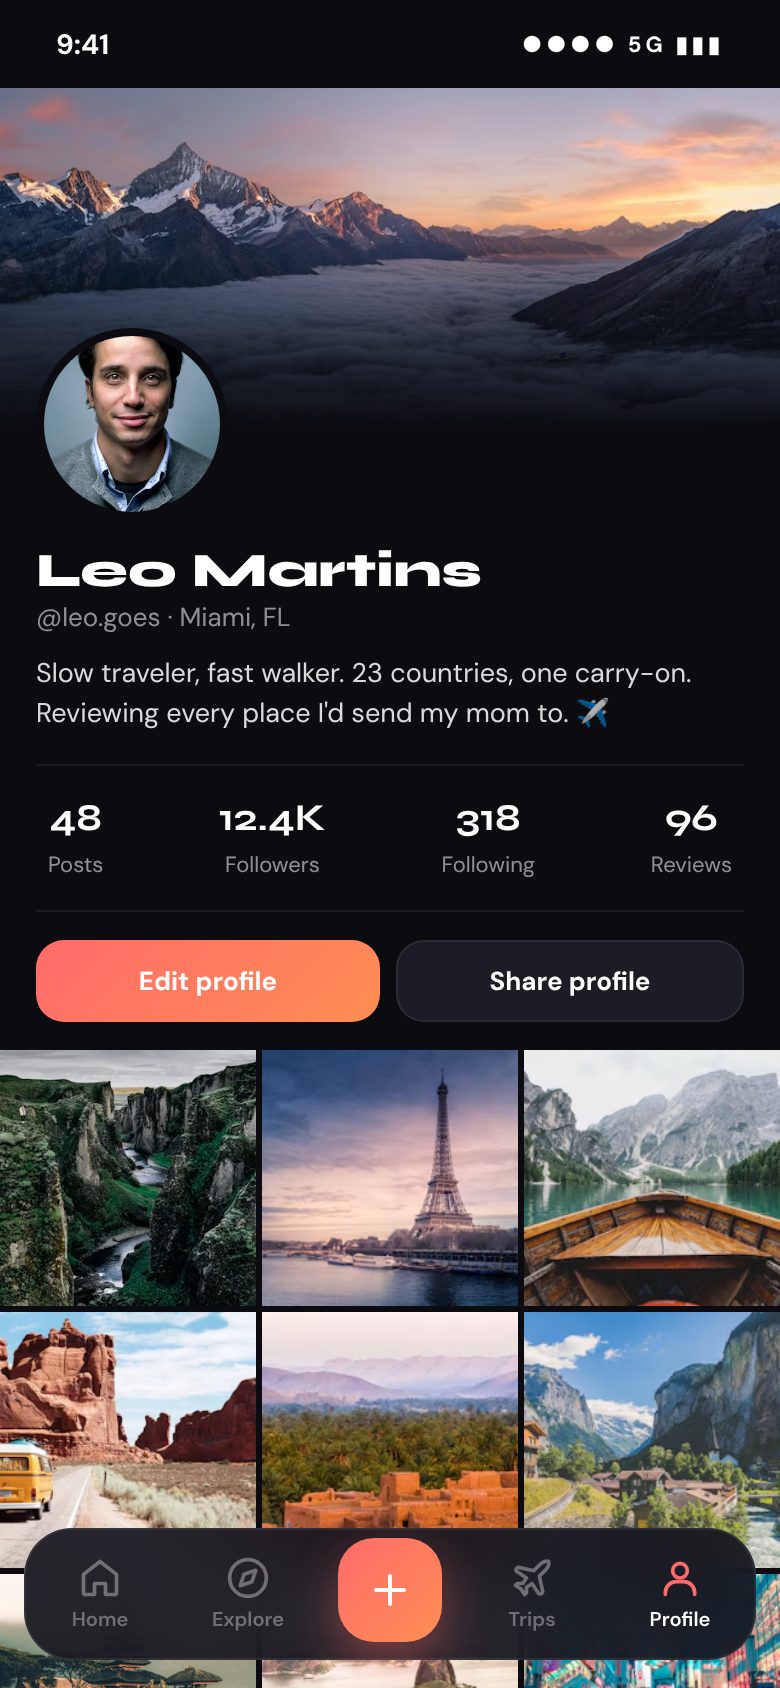 9:41
5G
Leo Martins
@leo.goes · Miami, FL
Slow traveler, fast walker. 23 countries, one carry-on.
Reviewing every place I'd send my mom to. ✈️
48
12.4K
318
96
Posts
Followers
Following
Reviews
Edit profile
Share profile
Home
Explore
Trips
Profile